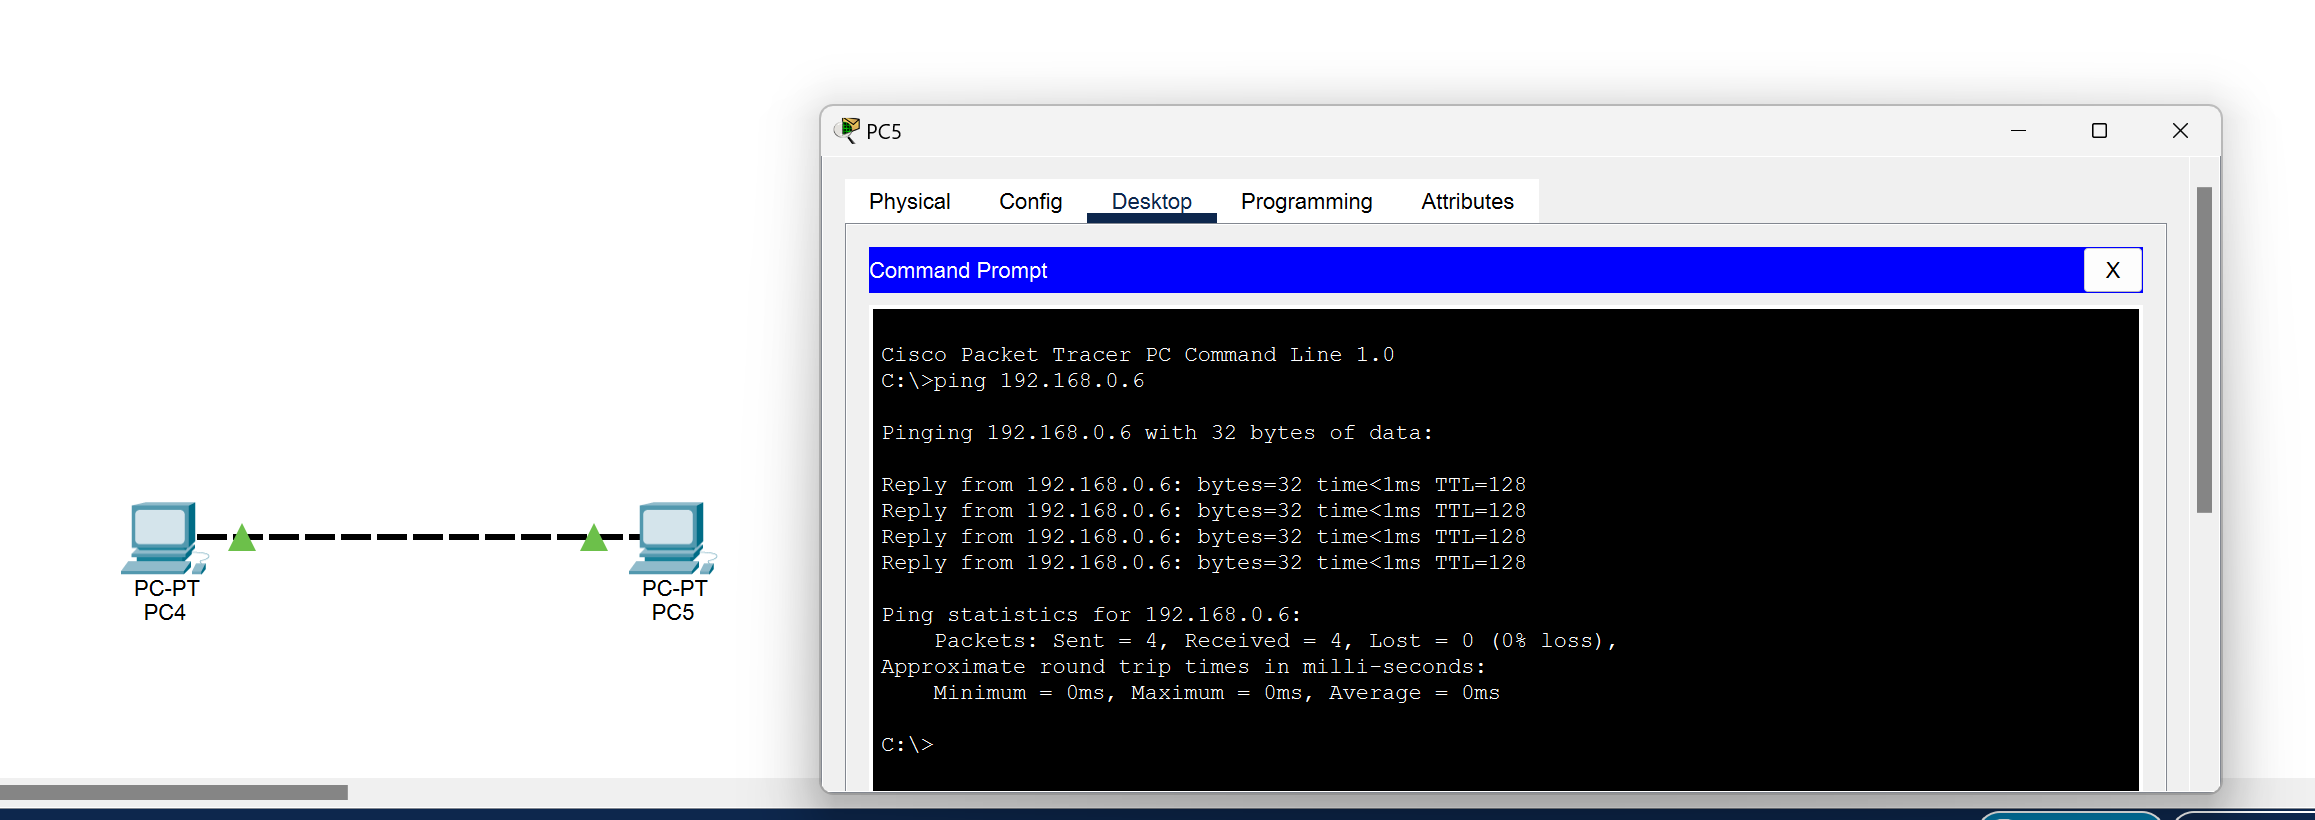 PC5
Physical Config Desktop Programming Attributes
Command Prompt
X
Cisco Packet Tracer PC Command Line 1.0
C:\>ping 192.168.0.6
Pinging 192.168.0.6 with 32 bytes of data:
Reply from 192.168.0.6: bytes=32 time<1ms TTL=128
Reply from 192.168.0.6: bytes=32 time<1ms TTL=128
Reply from 192.168.0.6: bytes=32 time<1ms TTL=128
Reply from 192.168.0.6: bytes=32 time<1ms TTL=128
Ping statistics for 192.168.0.6:
Packets: Sent = 4, Received = 4, Lost = 0 (0% loss),
Approximate round trip times in milli-seconds:
Minimum = 0ms, Maximum = 0ms, Average = 0ms
C:\>
PC-PT
PC4
PC-PT
PC5